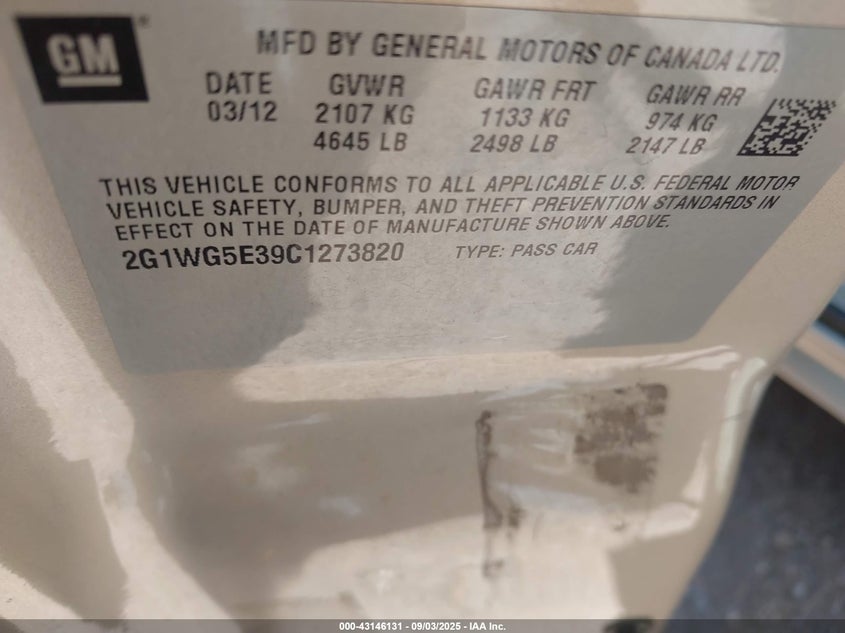 GM®
MFD BY GENERAL MOTORS OF CANADA LTD.
DATE GVWR GAWR FRT GAWR RR
03/12 2107 KG 1133 KG 974 KG
4645 LB 2498 LB 2147 LB
THIS VEHICLE CONFORMS TO ALL APPLICABLE U.S. FEDERAL MOTOR
VEHICLE SAFETY, BUMPER, AND THEFT PREVENTION STANDARDS IN
EFFECT ON THE DATE OF MANUFACTURE SHOWN ABOVE.
2G1WG5E39C1273820 TYPE: PASS CAR
000-43146131 - 09/03/2025 - IAA Inc.